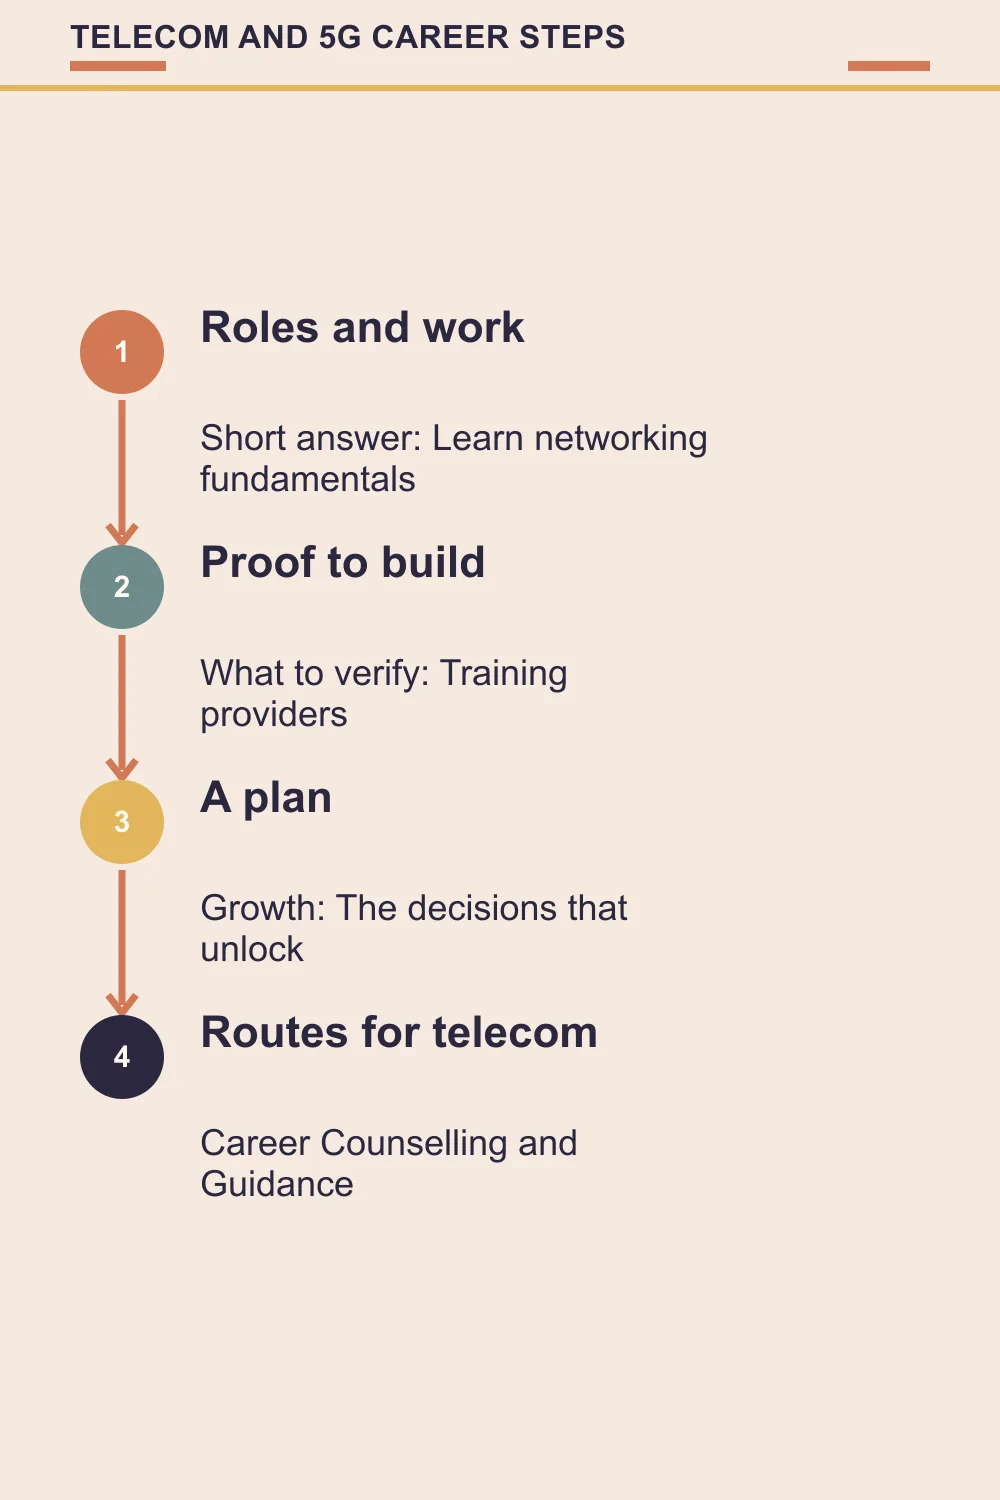 TELECOM AND 5G CAREER STEPS
1
Roles and work
Short answer: Learn networking
fundamentals
2
Proof to build
What to verify: Training
providers
3
A plan
Growth: The decisions that
unlock
4
Routes for telecom
Career Counselling and
Guidance